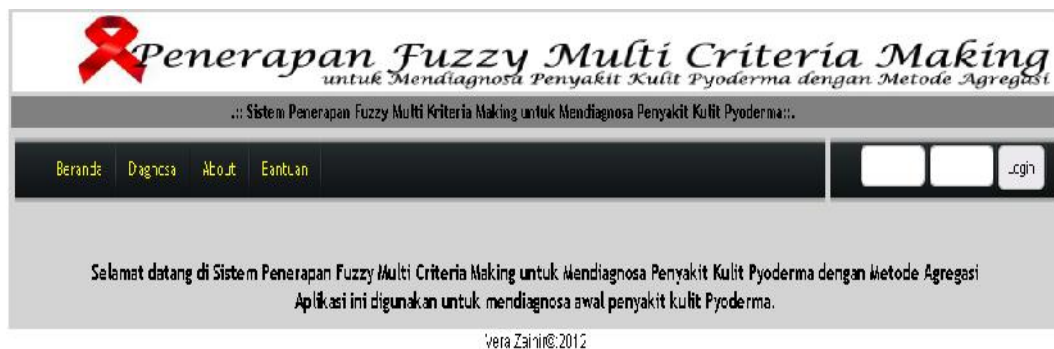 Penerapan Fuzzy Multi Criteria Making
untuk Mendiagnosa Penyakit Kulit Pyoderma dengan Metode Agregasi
.:: Sistem Penerapan Fuzzy Multi Kriteria Making untuk Mendiagnosa Penyakit Kulit Pyoderma::.
Beranda Diagnosa About Bantuan Login
Selamat datang di Sistem Penerapan Fuzzy Multi Criteria Making untuk Mendiagnosa Penyakit Kulit Pyoderma dengan Metode Agregasi
Aplikasi ini digunakan untuk mendiagnosa awal penyakit kulit Pyoderma.
Vera ©2012